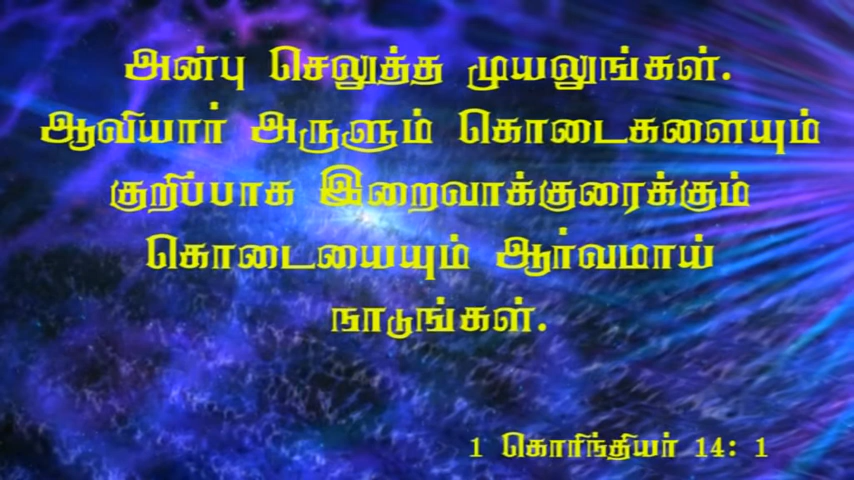 அன்பு செலுத்த முயலுங்கள்.
ஆவியார் அருளும் கொடைகளையும்
குறிப்பாக இறைவாக்குரைக்கும்
கொடையையும் ஆர்வமாய்
நாடுங்கள்.
1 கொரிந்தியர் 14: 1